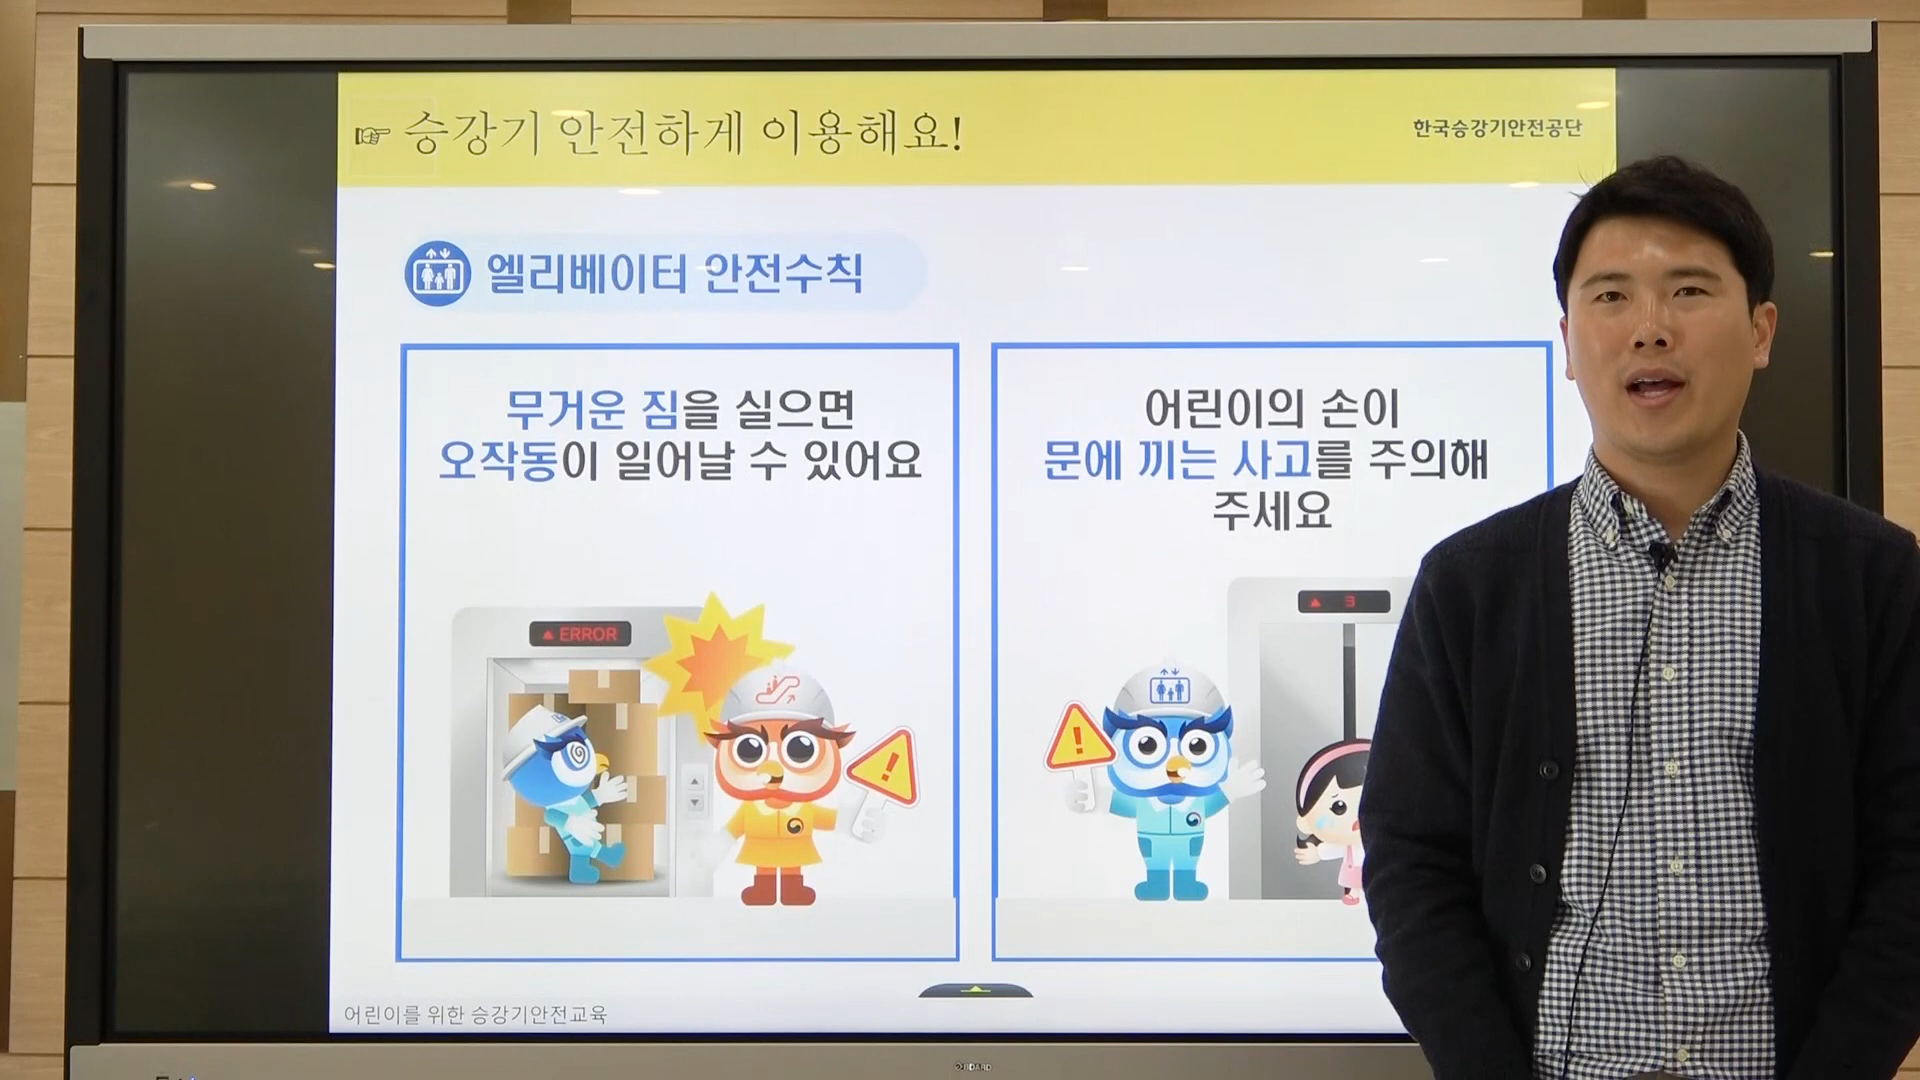 ☞ 승강기 안전하게 이용해요!
한국승강기안전공단
엘리베이터 안전수칙
무거운 짐을 실으면
오작동이 일어날 수 있어요
어린이의 손이
문에 끼는 사고를 주의해
주세요
▲ ERROR
▲ 3
어린이를 위한 승강기안전교육